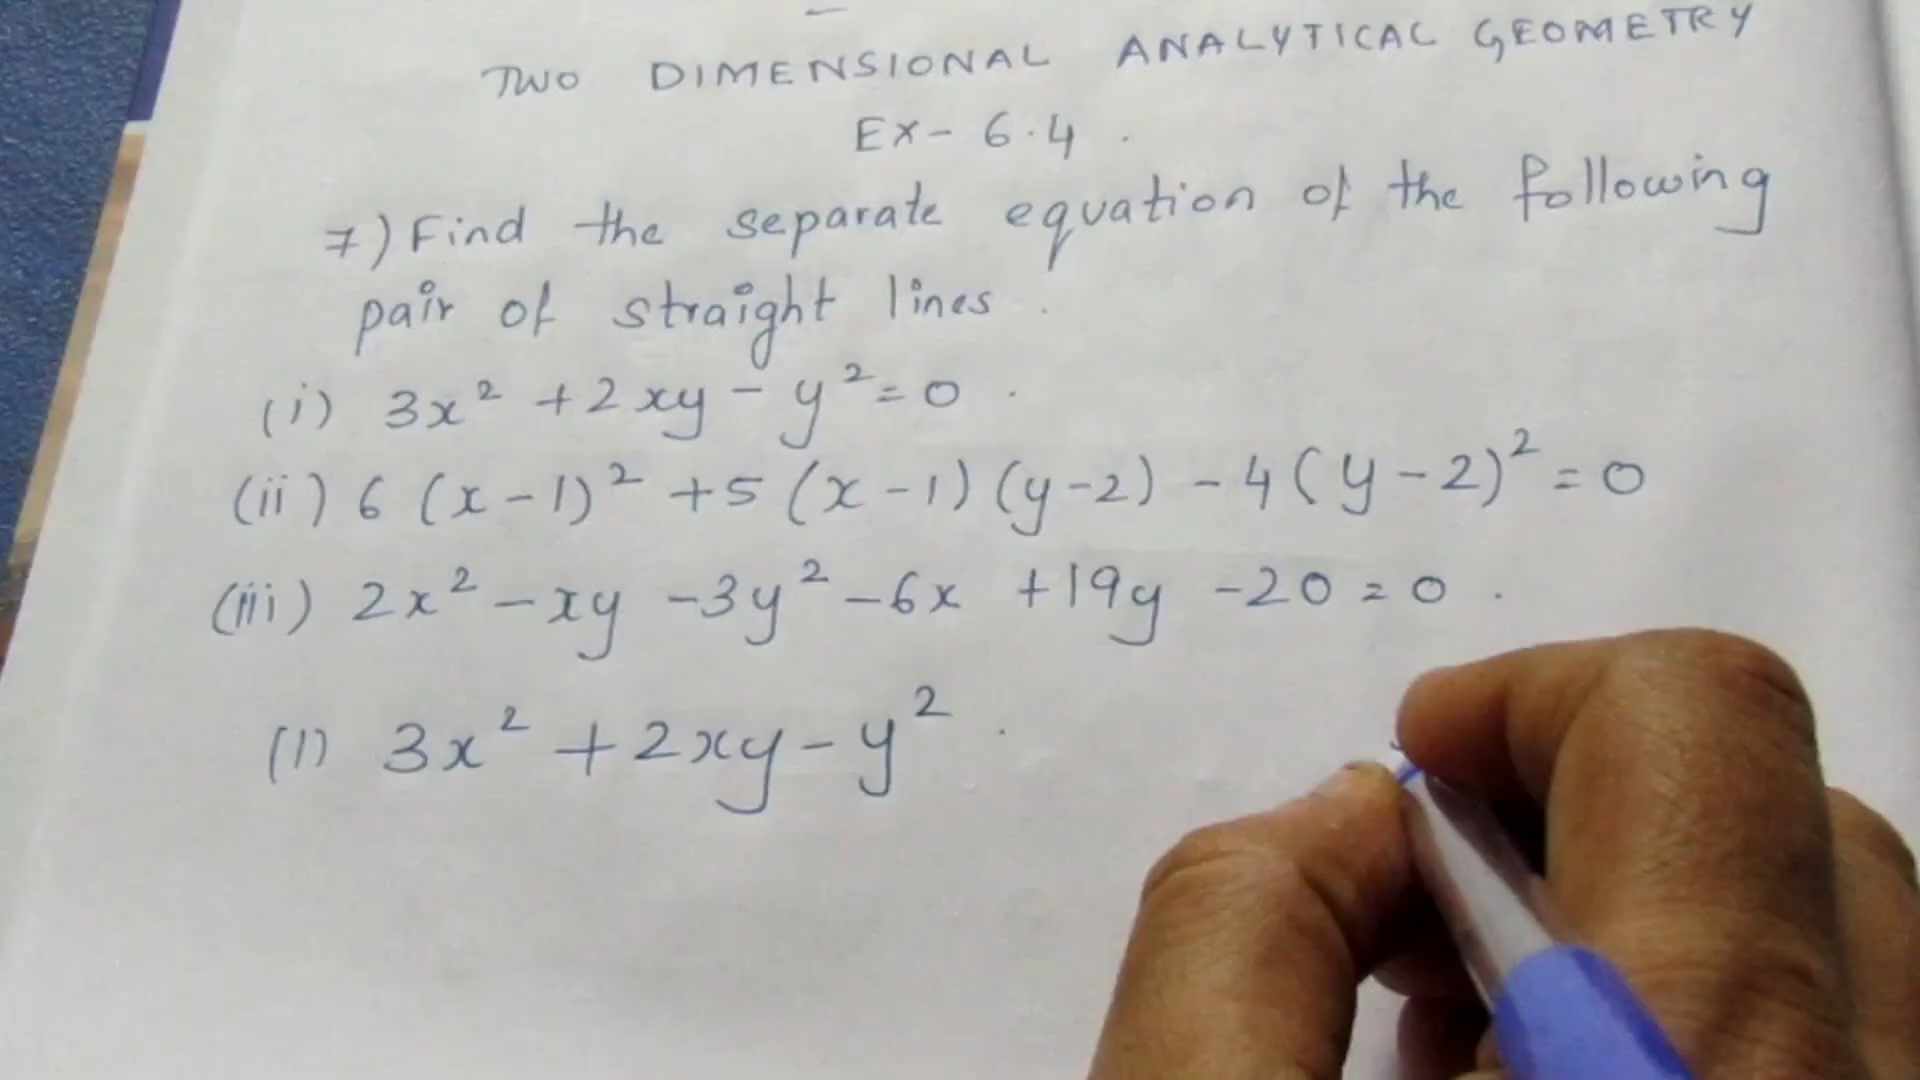 TWO DIMENSIONAL ANALYTICAL GEOMETRY
EX- 6.4.
7) Find the separate equation of the following
pair of straight lines.
(i) 3x² + 2xy - y² = 0.
(ii) 6 (x-1)² + 5 (x-1) (y-2) - 4 (y-2)² = 0
(iii) 2x² - xy - 3y² - 6x + 19y - 20 = 0.
(i) 3x² + 2xy - y²